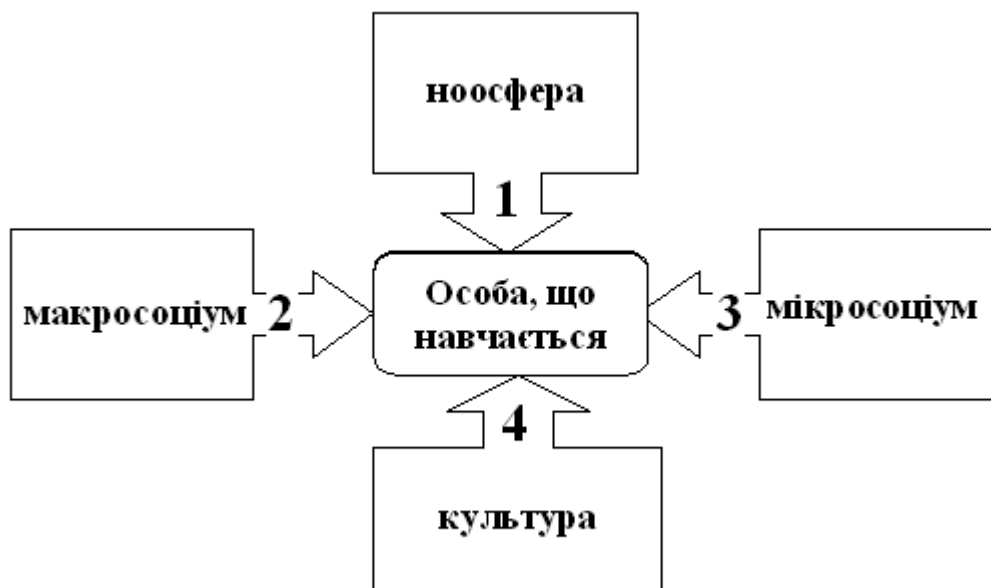 ноосфера
1
макросоціум
2
Особа, що
навчається
3
мікросоціум
4
культура